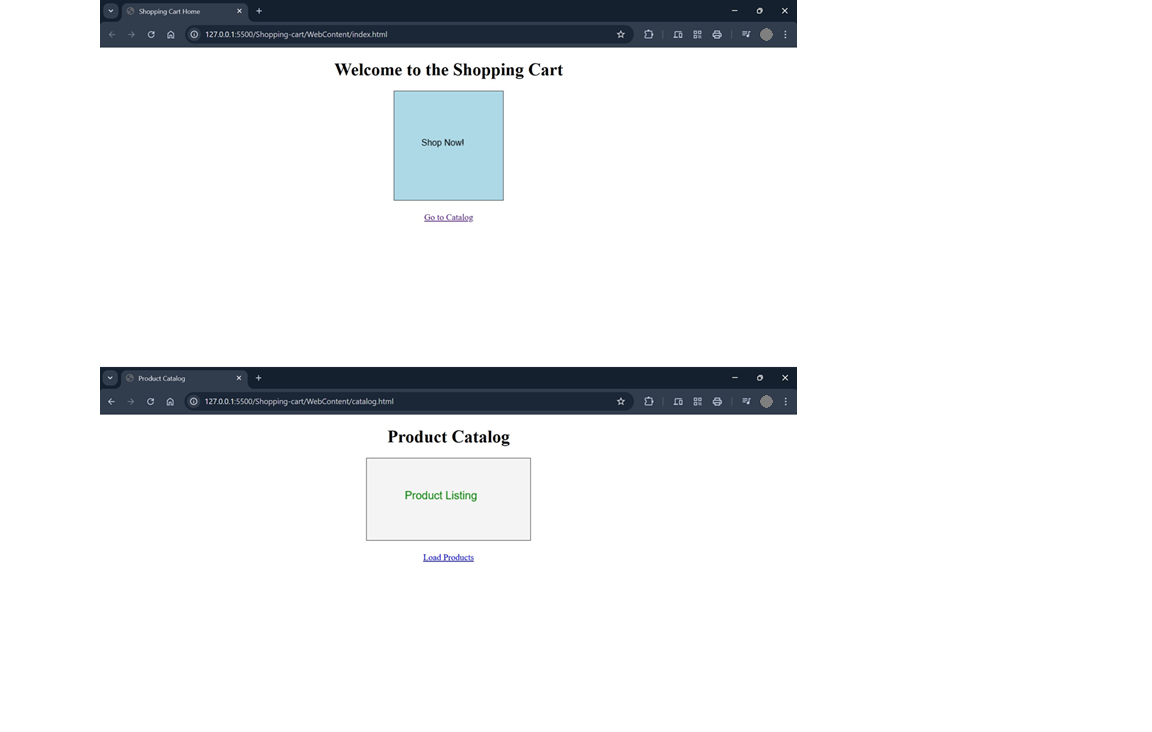 Shopping Cart Home
127.0.0.1:5500/Shopping-cart/WebContent/index.html
Welcome to the Shopping Cart
Shop Now!
Go to Catalog
Product Catalog
127.0.0.1:5500/Shopping-cart/WebContent/catalog.html
Product Catalog
Product Listing
Load Products